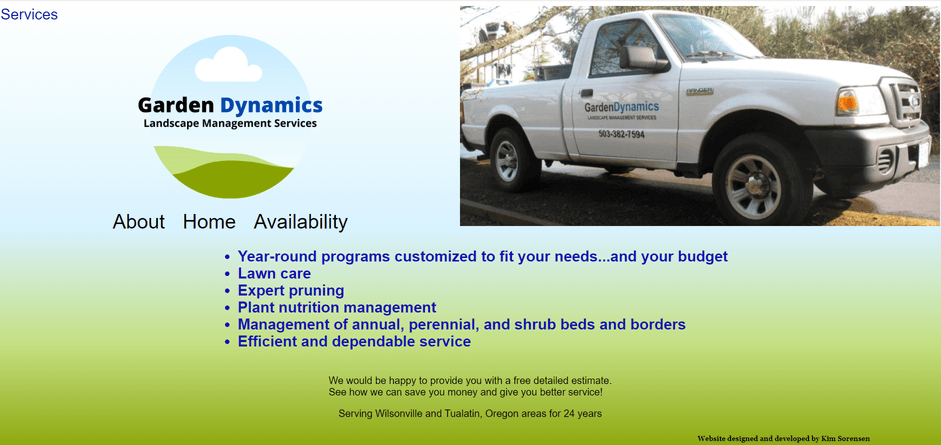 Services
Garden Dynamics
Landscape Management Services
GardenDynamics
LANDSCAPE MANAGEMENT SERVICES
503-382-7594
RANGER
About Home Availability
• Year-round programs customized to fit your needs...and your budget
• Lawn care
• Expert pruning
• Plant nutrition management
• Management of annual, perennial, and shrub beds and borders
• Efficient and dependable service
We would be happy to provide you with a free detailed estimate.
See how we can save you money and give you better service!
Serving Wilsonville and Tualatin, Oregon areas for 24 years
Website designed and developed by Kim Sorensen